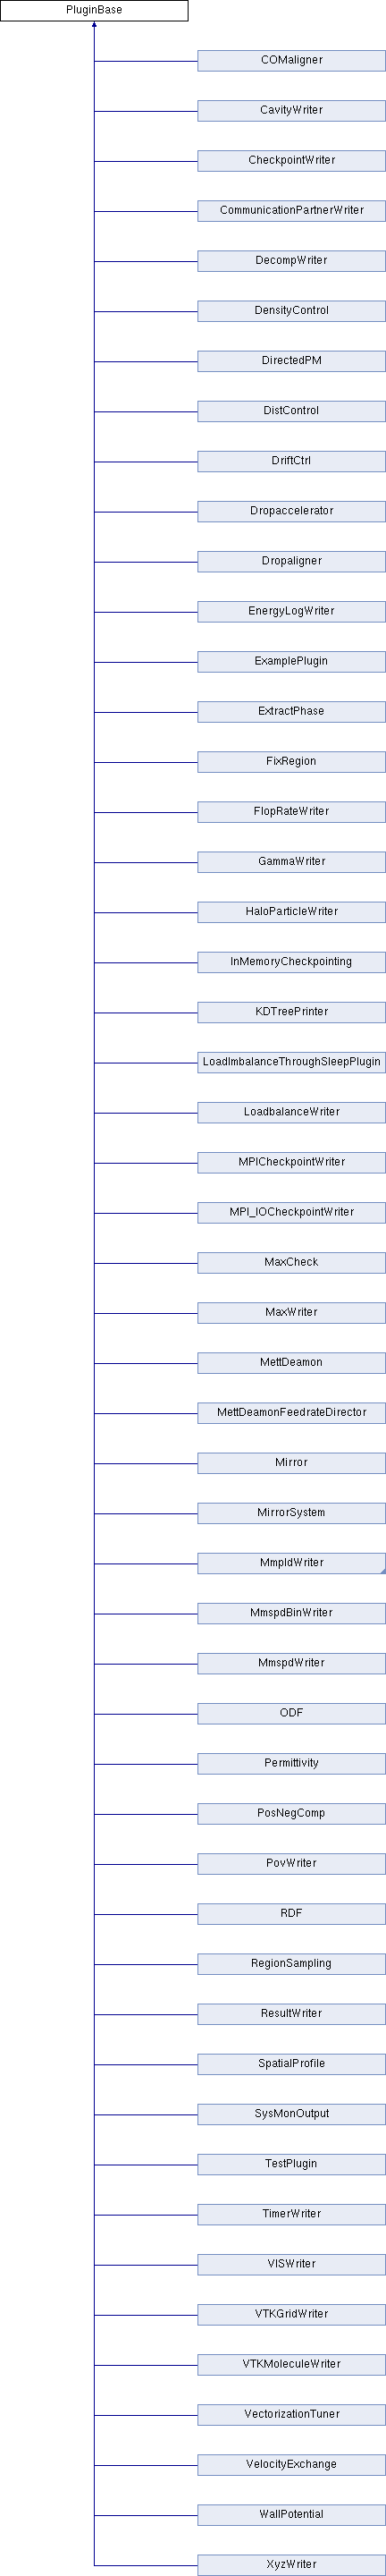 PluginBase
COMaligner
CavityWriter
CheckpointWriter
CommunicationPartnerWriter
DecompWriter
DensityControl
DirectedPM
DistControl
DriftCtrl
Dropaccelerator
Dropaligner
EnergyLogWriter
ExamplePlugin
ExtractPhase
FixRegion
FlopRateWriter
GammaWriter
HaloParticleWriter
InMemoryCheckpointing
KDTreePrinter
LoadImbalanceThroughSleepPlugin
LoadbalanceWriter
MPICheckpointWriter
MPI_IOCheckpointWriter
MaxCheck
MaxWriter
MettDeamon
MettDeamonFeedrateDirector
Mirror
MirrorSystem
MmpldWriter
MmspdBinWriter
MmspdWriter
ODF
Permittivity
PosNegComp
PovWriter
RDF
RegionSampling
ResultWriter
SpatialProfile
SysMonOutput
TestPlugin
TimerWriter
VISWriter
VTKGridWriter
VTKMoleculeWriter
VectorizationTuner
VelocityExchange
WallPotential
XyzWriter